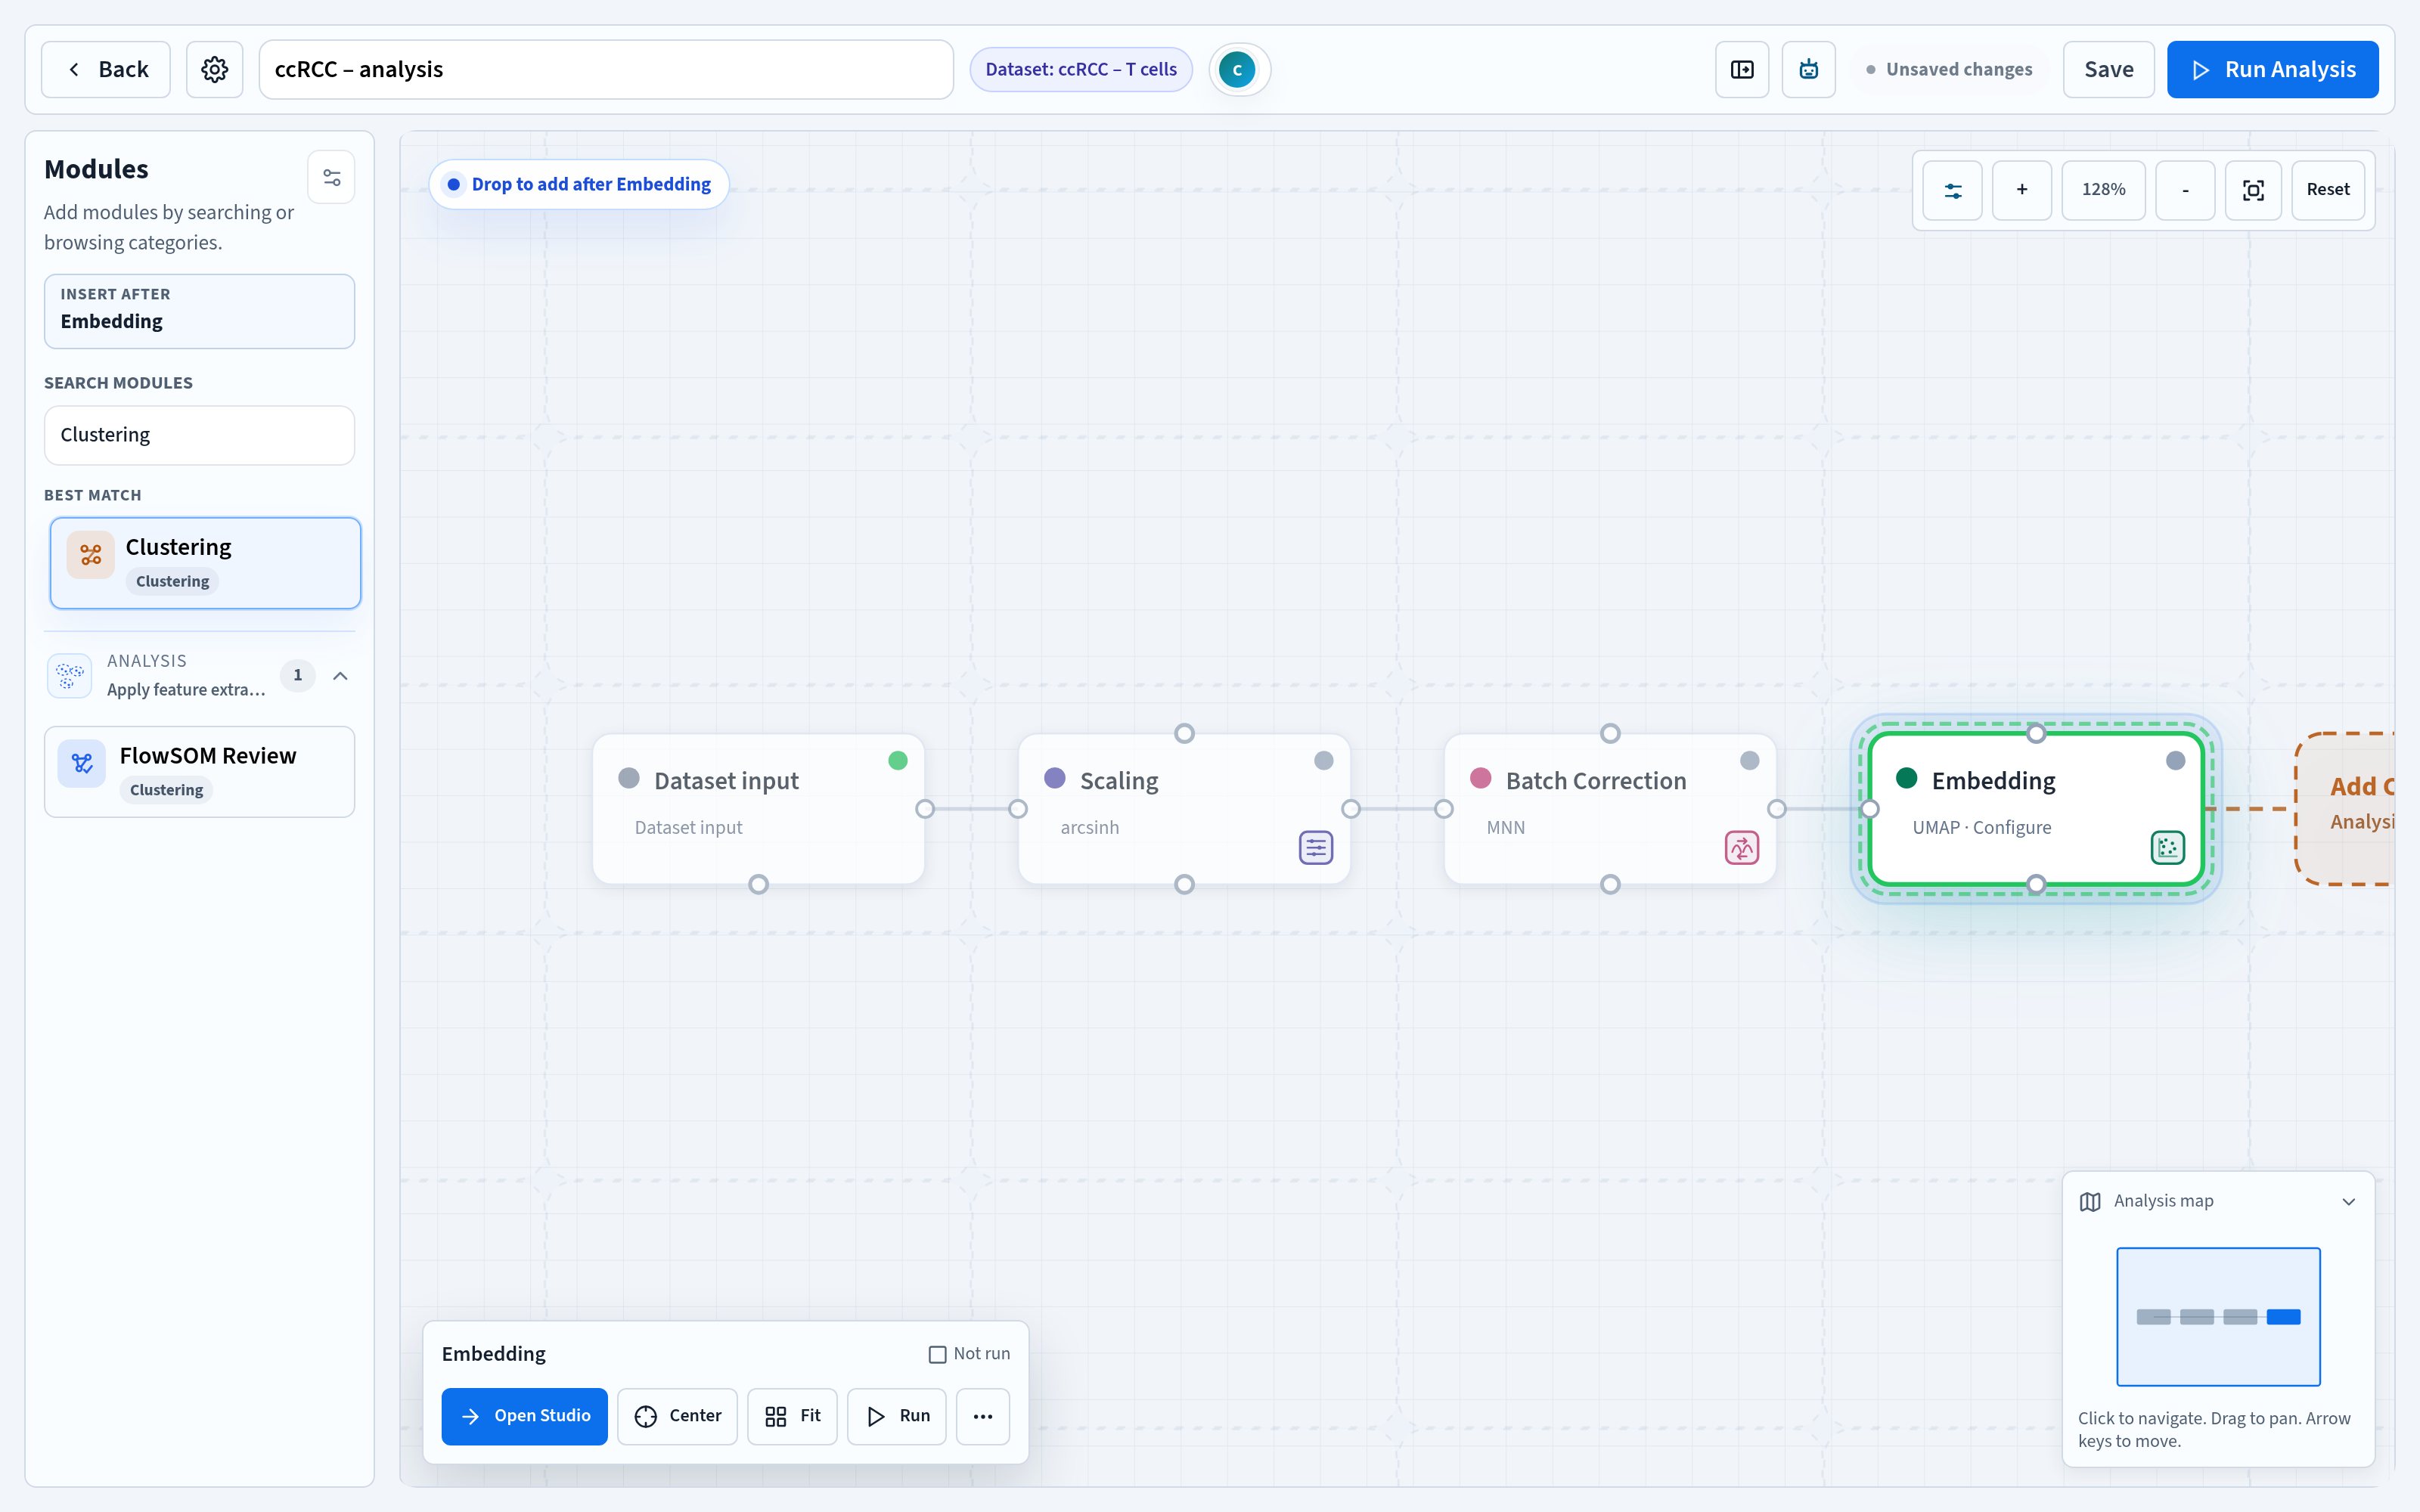 Back
ccRCC – analysis
Dataset: ccRCC – T cells
c
Unsaved changes
Save
Run Analysis
Modules
Add modules by searching or
browsing categories.
INSERT AFTER
Embedding
SEARCH MODULES
Clustering
BEST MATCH
Clustering
Clustering
ANALYSIS
Apply feature extra…
1
FlowSOM Review
Clustering
Drop to add after Embedding
+
128%
-
Reset
Dataset input
Dataset input
Scaling
arcsinh
Batch Correction
MNN
Embedding
UMAP · Configure
Add C
Analysi
Embedding
Not run
Open Studio
Center
Fit
Run
Analysis map
Click to navigate. Drag to pan. Arrow
keys to move.